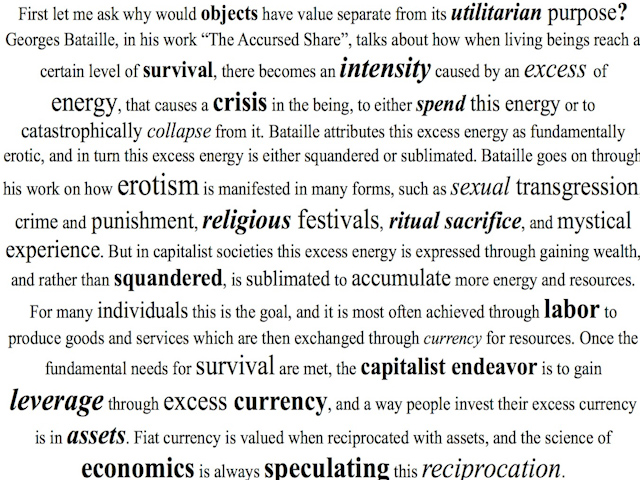 First let me ask why would objects have value separate from its utilitarian purpose?
Georges Bataille, in his work “The Accursed Share”, talks about how when living beings reach a
certain level of survival, there becomes an intensity caused by an excess of
energy, that causes a crisis in the being, to either spend this energy or to
catastrophically collapse from it. Bataille attributes this excess energy as fundamentally
erotic, and in turn this excess energy is either squandered or sublimated. Bataille goes on through
his work on how erotism is manifested in many forms, such as sexual transgression
crime and punishment, religious festivals, ritual sacrifice, and mystical
experience. But in capitalist societies this excess energy is expressed through gaining wealth,
and rather than squandered, is sublimated to accumulate more energy and resources.
For many individuals this is the goal, and it is most often achieved through labor to
produce goods and services which are then exchanged through currency for resources. Once the
fundamental needs for survival are met, the capitalist endeavor is to gain
leverage through excess currency, and a way people invest their excess currency
is in assets. Fiat currency is valued when reciprocated with assets, and the science of
economics is always speculating this reciprocation.